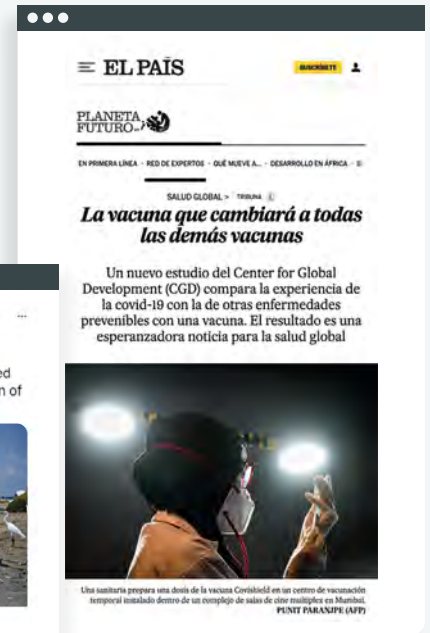 EL PAÍS
SUSCRÍBETE
PLANETA
FUTURO
EN PRIMERA LÍNEA · RED DE EXPERTOS · QUÉ MUEVE A... · DESARROLLO EN ÁFRICA ·
SALUD GLOBAL > TRIBUNA
La vacuna que cambiará a todas
las demás vacunas
Un nuevo estudio del Center for Global
Development (CGD) compara la experiencia de
la covid-19 con la de otras enfermedades
prevenibles con una vacuna. El resultado es una
esperanzadora noticia para la salud global
...
ed
n of
Una sanitaria prepara una dosis de la vacuna Covishield en un centro de vacunación
temporal instalado dentro de un complejo de salas de cine multiplex en Mumbai,
PUNIT PARANJPE (AFP)